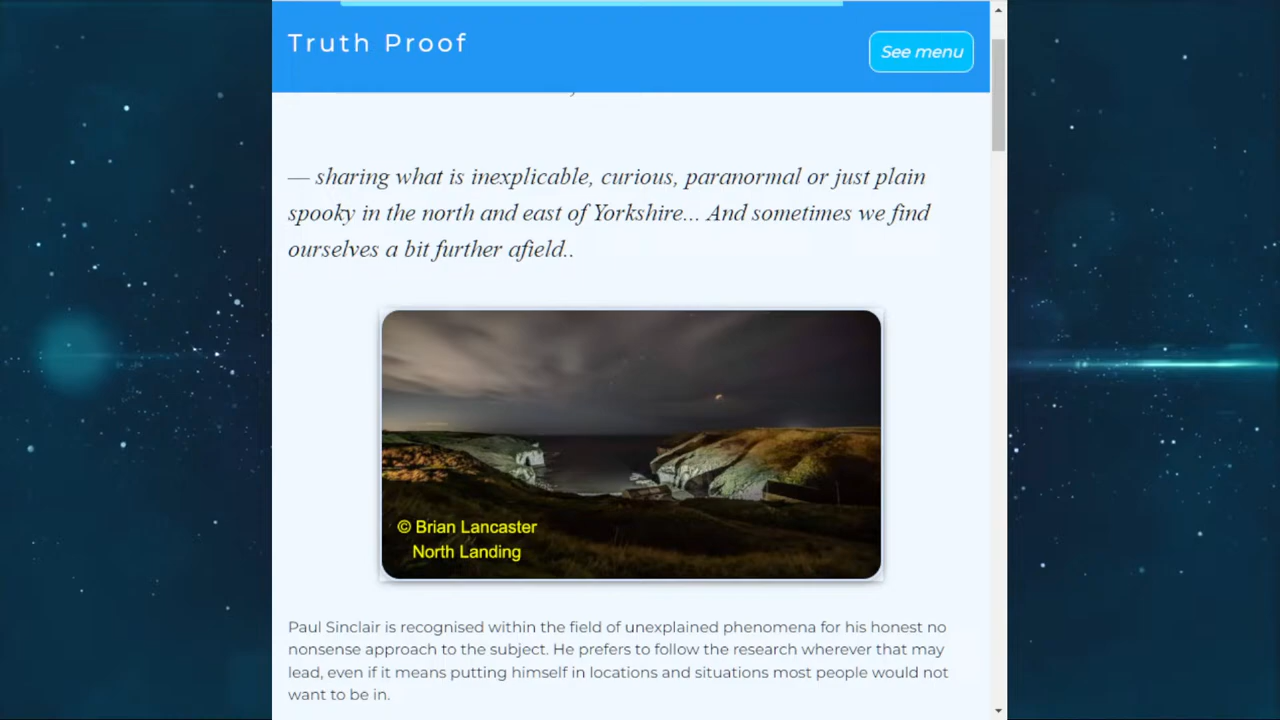 Truth Proof
See menu
— sharing what is inexplicable, curious, paranormal or just plain
spooky in the north and east of Yorkshire... And sometimes we find
ourselves a bit further afield..
© Brian Lancaster
North Landing
Paul Sinclair is recognised within the field of unexplained phenomena for his honest no
nonsense approach to the subject. He prefers to follow the research wherever that may
lead, even if it means putting himself in locations and situations most people would not
want to be in.